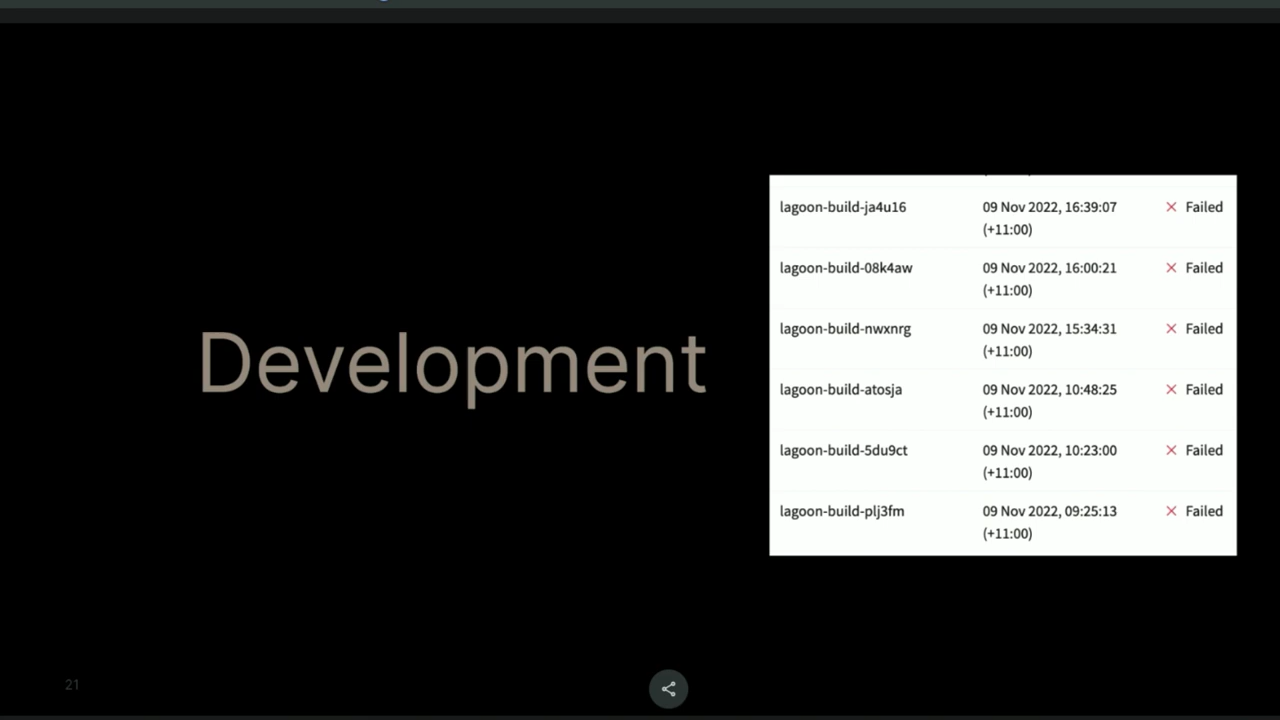 Development
lagoon-build-ja4u16 09 Nov 2022, 16:39:07 × Failed
(+11:00)
lagoon-build-08k4aw 09 Nov 2022, 16:00:21 × Failed
(+11:00)
lagoon-build-nwxnrg 09 Nov 2022, 15:34:31 × Failed
(+11:00)
lagoon-build-atosja 09 Nov 2022, 10:48:25 × Failed
(+11:00)
lagoon-build-5du9ct 09 Nov 2022, 10:23:00 × Failed
(+11:00)
lagoon-build-plj3fm 09 Nov 2022, 09:25:13 × Failed
(+11:00)
21